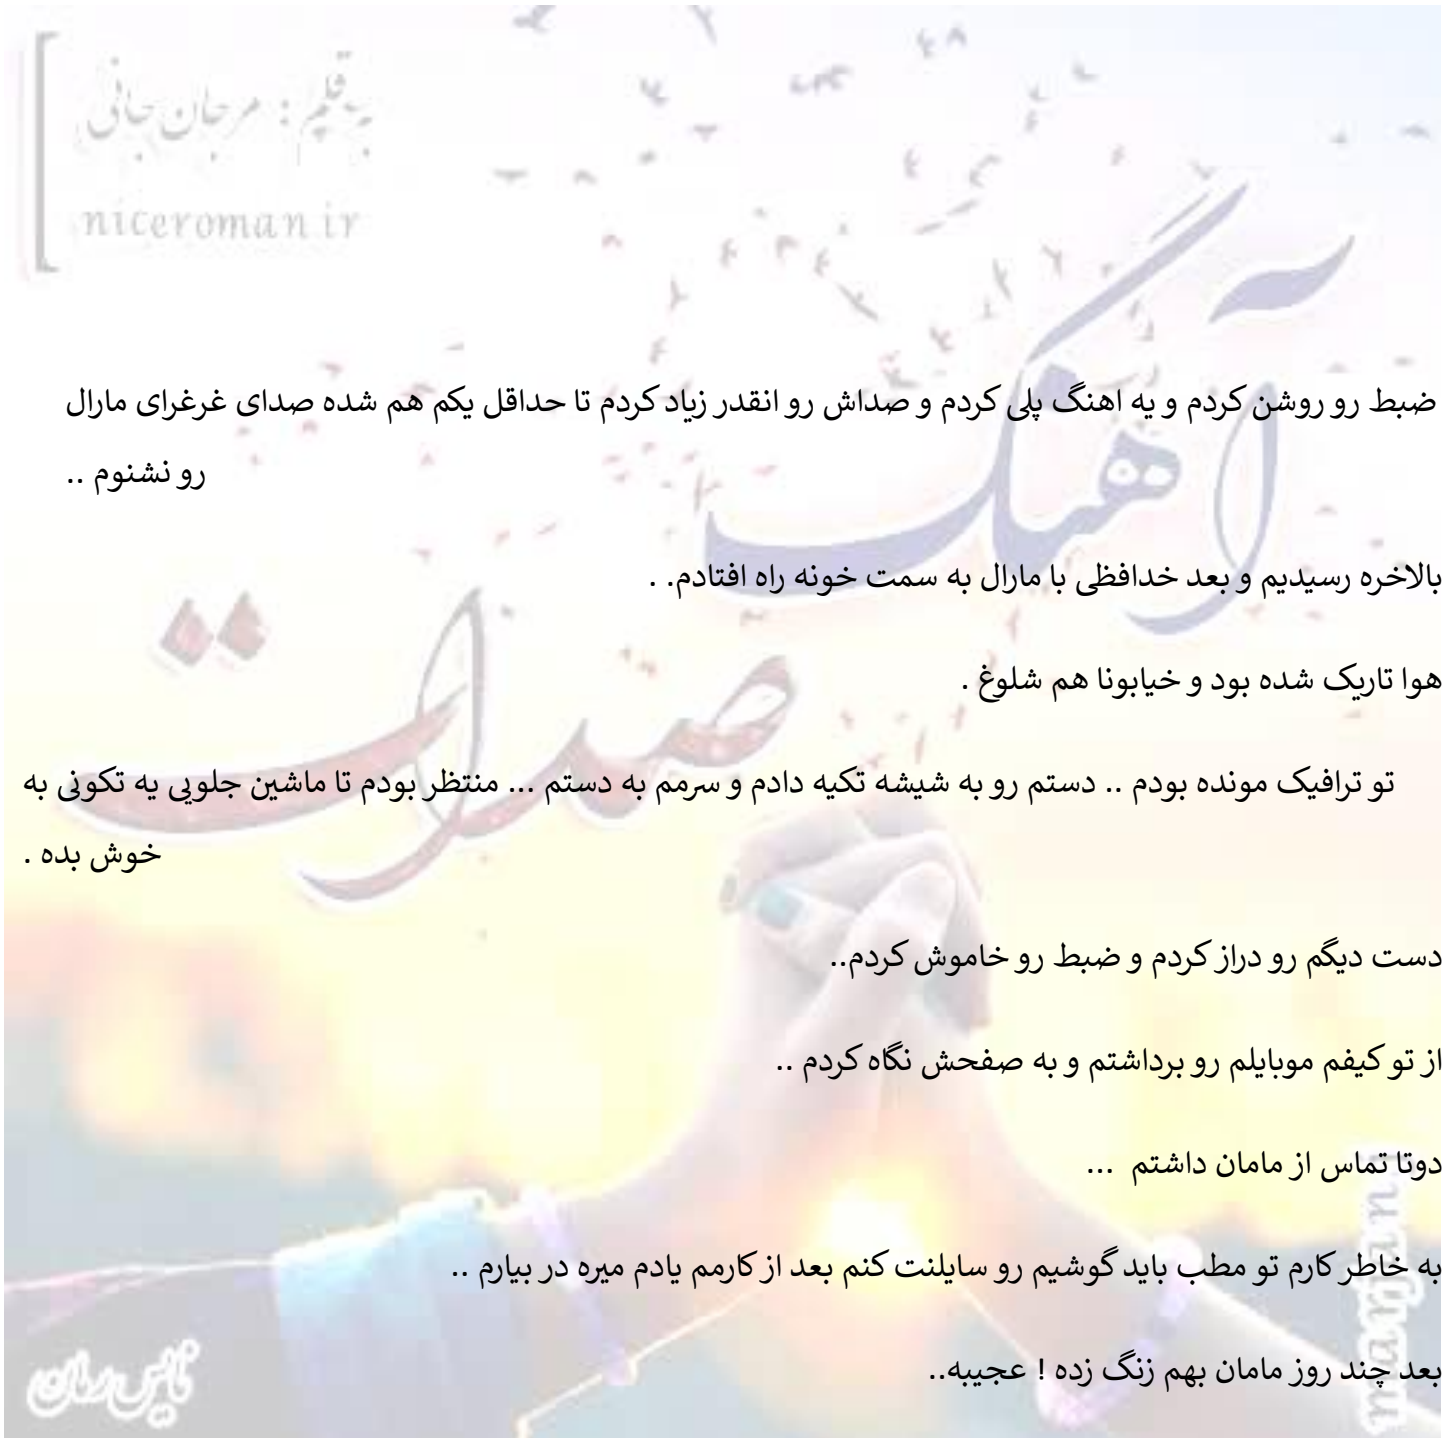 به قلم : مرجان جانی
niceroman.ir
آهنگ
صدات
ضبط رو روشن کردم و یه اهنگ پلی کردم و صداش رو انقدر زیاد کردم تا حداقل یکم هم شده صدای غرغرای مارال
رو نشنوم ..
بالاخره رسیدیم و بعد خدافظی با مارال به سمت خونه راه افتادم. .
هوا تاریک شده بود و خیابونا هم شلوغ .
تو ترافیک مونده بودم .. دستم رو به شیشه تکیه دادم و سرمم به دستم ... منتظر بودم تا ماشین جلویی یه تکونی به
خوش بده .
دست دیگم رو دراز کردم و ضبط رو خاموش کردم..
از تو کیفم موبایلم رو برداشتم و به صفحش نگاه کردم ..
دوتا تماس از مامان داشتم ...
به خاطر کارم تو مطب باید گوشیم رو سایلنت کنم بعد از کارمم یادم میره در بیارم ..
بعد چند روز مامان بهم زنگ زده ! عجیبه..
نایس رمان